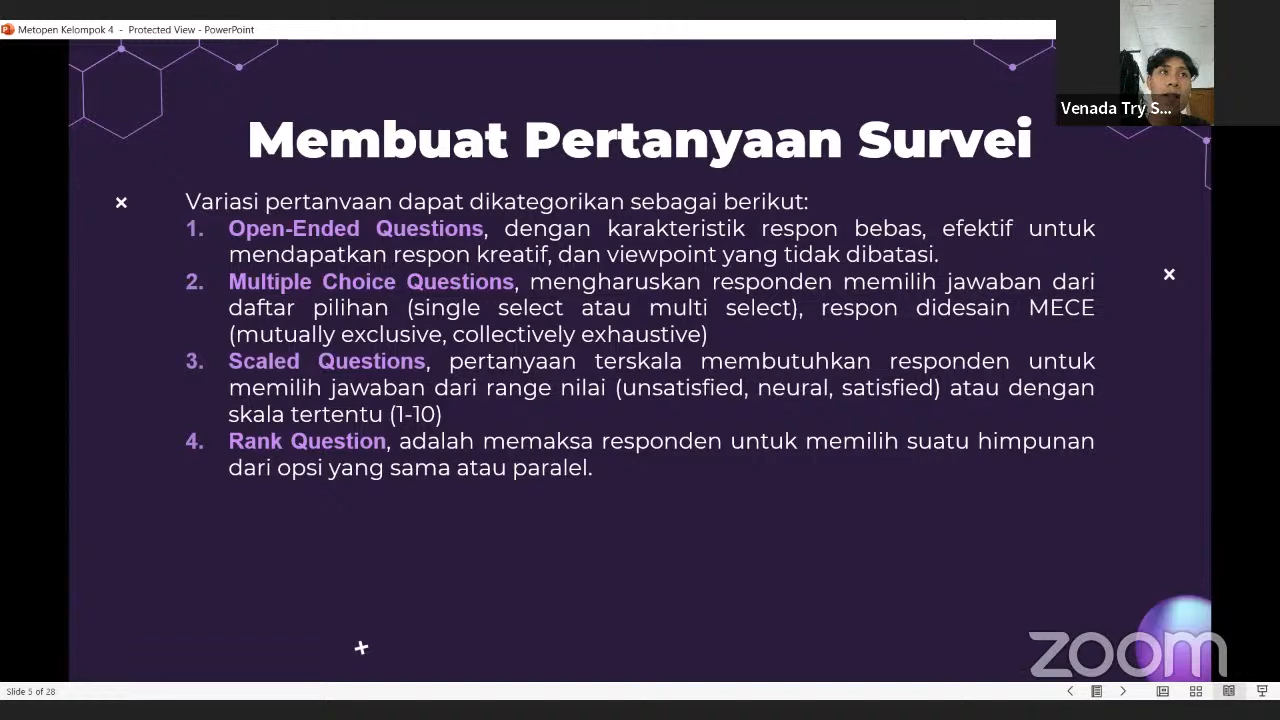 Metopen Kelompok 4 - Protected View - PowerPoint
Venada Try S...
Membuat Pertanyaan Survei
Variasi pertanvaan dapat dikategorikan sebagai berikut:
1. Open-Ended Questions, dengan karakteristik respon bebas, efektif untuk
mendapatkan respon kreatif, dan viewpoint yang tidak dibatasi.
2. Multiple Choice Questions, mengharuskan responden memilih jawaban dari
daftar pilihan (single select atau multi select), respon didesain MECE
(mutually exclusive, collectively exhaustive)
3. Scaled Questions, pertanyaan terskala membutuhkan responden untuk
memilih jawaban dari range nilai (unsatisfied, neural, satisfied) atau dengan
skala tertentu (1-10)
4. Rank Question, adalah memaksa responden untuk memilih suatu himpunan
dari opsi yang sama atau paralel.
zoom
Slide 5 of 28